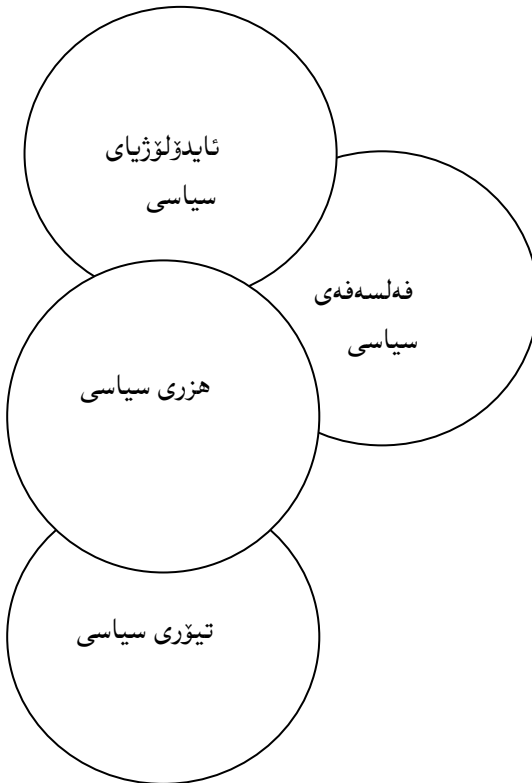 ئایدۆلۆژیای
سیاسی
فەلسەفەی
سیاسی
هزری سیاسی
تیۆری سیاسی